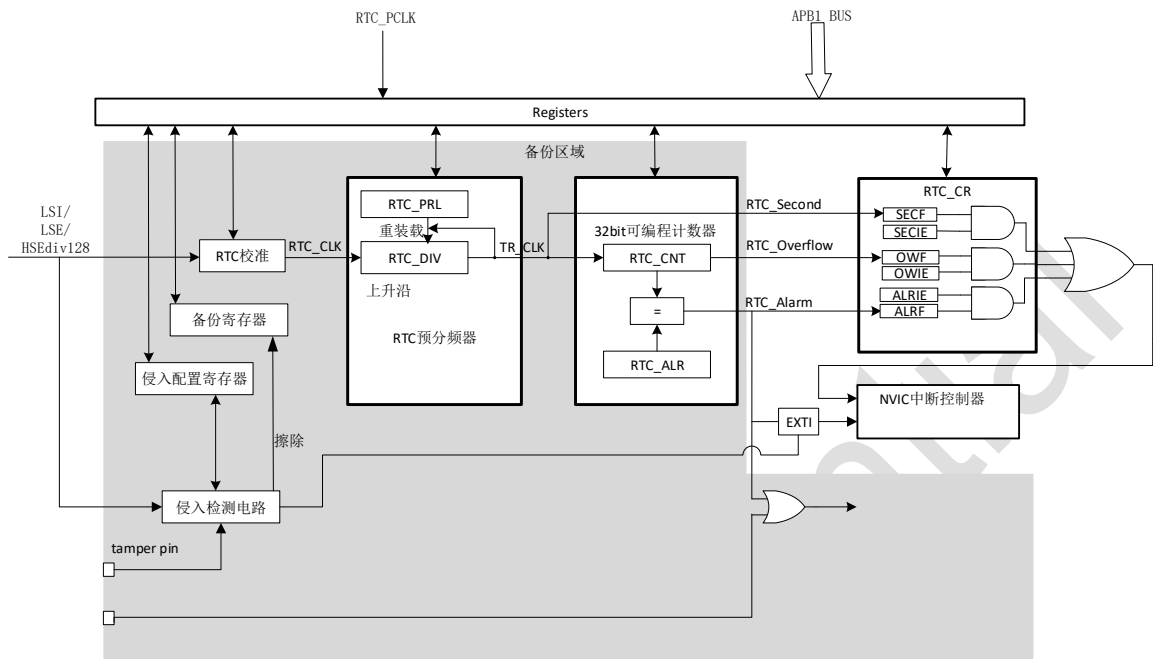 RTC_PCLK
APB1 BUS
Registers
备份区域
RTC_CR
LSI/
LSE/
HSEdiv128
RTC校准
RTC_CLK
RTC_PRL
重装载
RTC_DIV
上升沿
RTC预分频器
TR_CLK
32bit可编程计数器
RTC_CNT
=
RTC_ALR
RTC_Second
RTC_Overflow
RTC_Alarm
SECF
SECIE
OWF
OWIE
ALRIE
ALRF
备份寄存器
侵入配置寄存器
擦除
侵入检测电路
EXTI
NVIC中断控制器
tamper pin